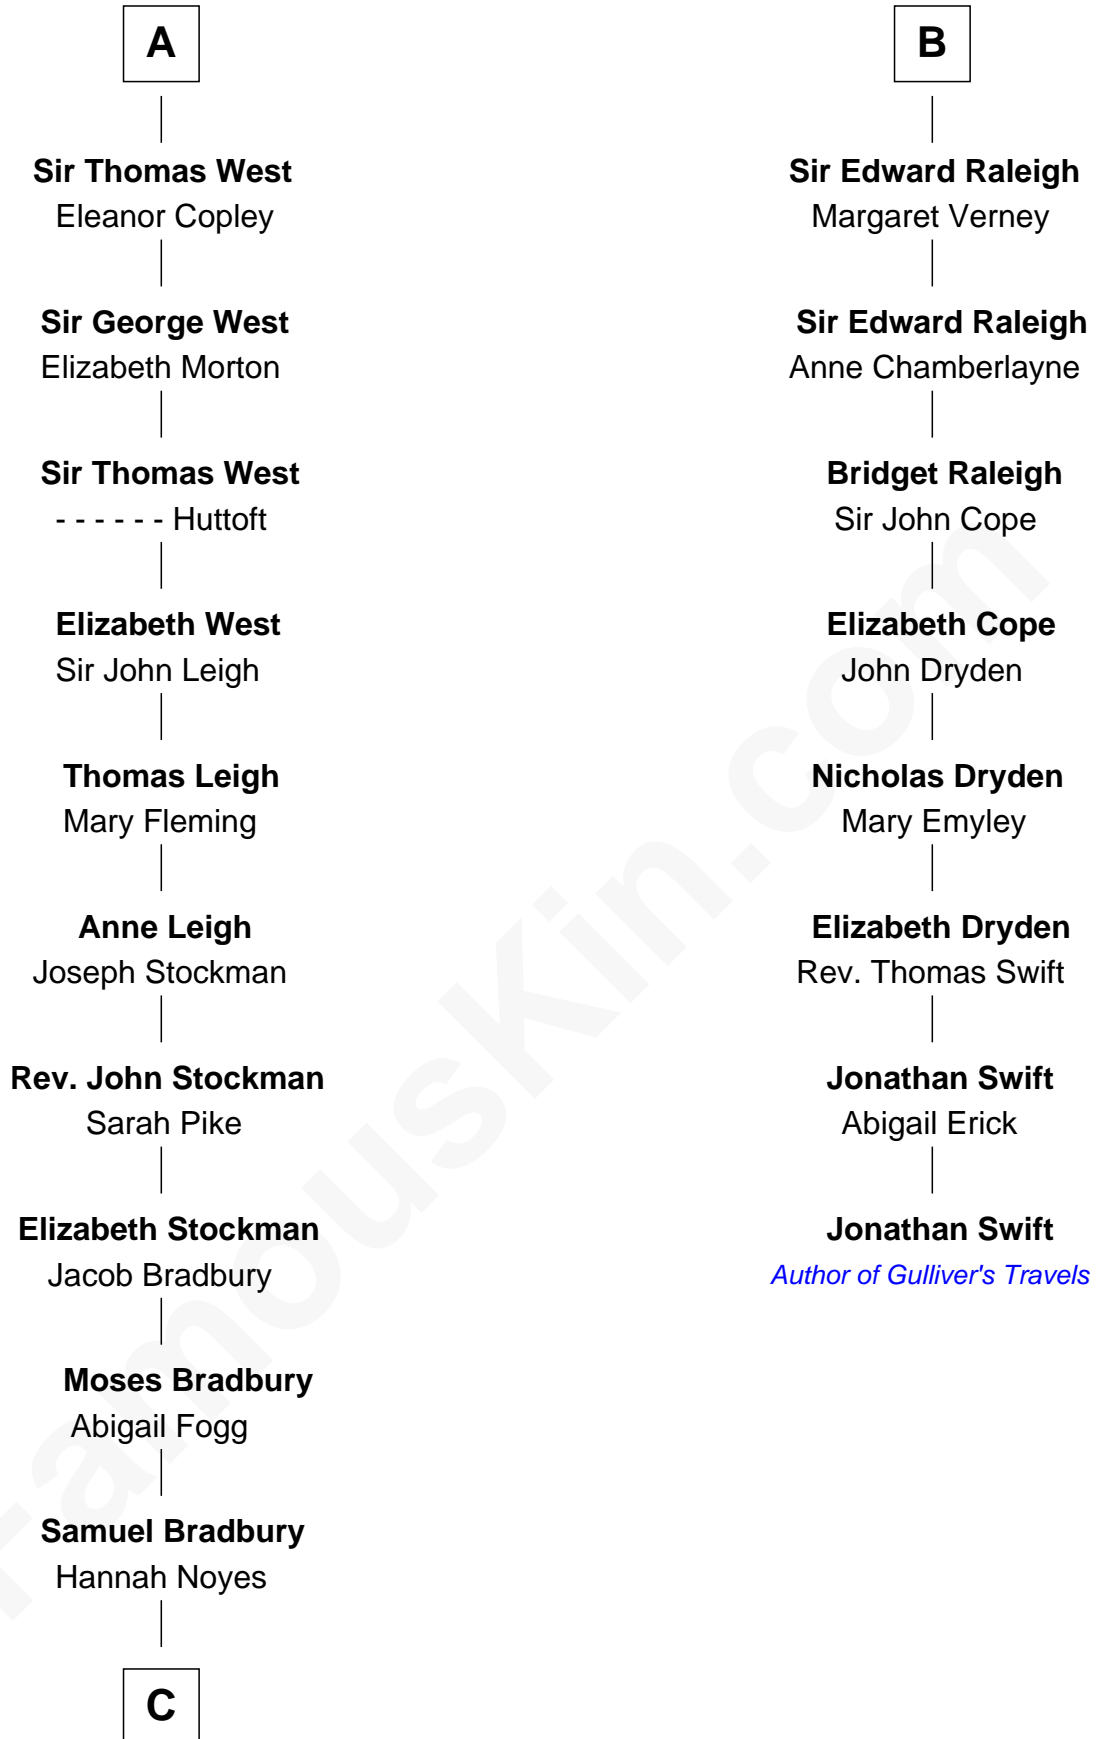 A
Sir Thomas West
Eleanor Copley
Sir George West
Elizabeth Morton
Sir Thomas West
- - - - - - Huttoft
Elizabeth West
Sir John Leigh
Thomas Leigh
Mary Fleming
Anne Leigh
Joseph Stockman
Rev. John Stockman
Sarah Pike
Elizabeth Stockman
Jacob Bradbury
Moses Bradbury
Abigail Fogg
Samuel Bradbury
Hannah Noyes
C
B
Sir Edward Raleigh
Margaret Verney
Sir Edward Raleigh
Anne Chamberlayne
Bridget Raleigh
Sir John Cope
Elizabeth Cope
John Dryden
Nicholas Dryden
Mary Emyley
Elizabeth Dryden
Rev. Thomas Swift
Jonathan Swift
Abigail Erick
Jonathan Swift
Author of Gulliver's Travels
FamousKin.com